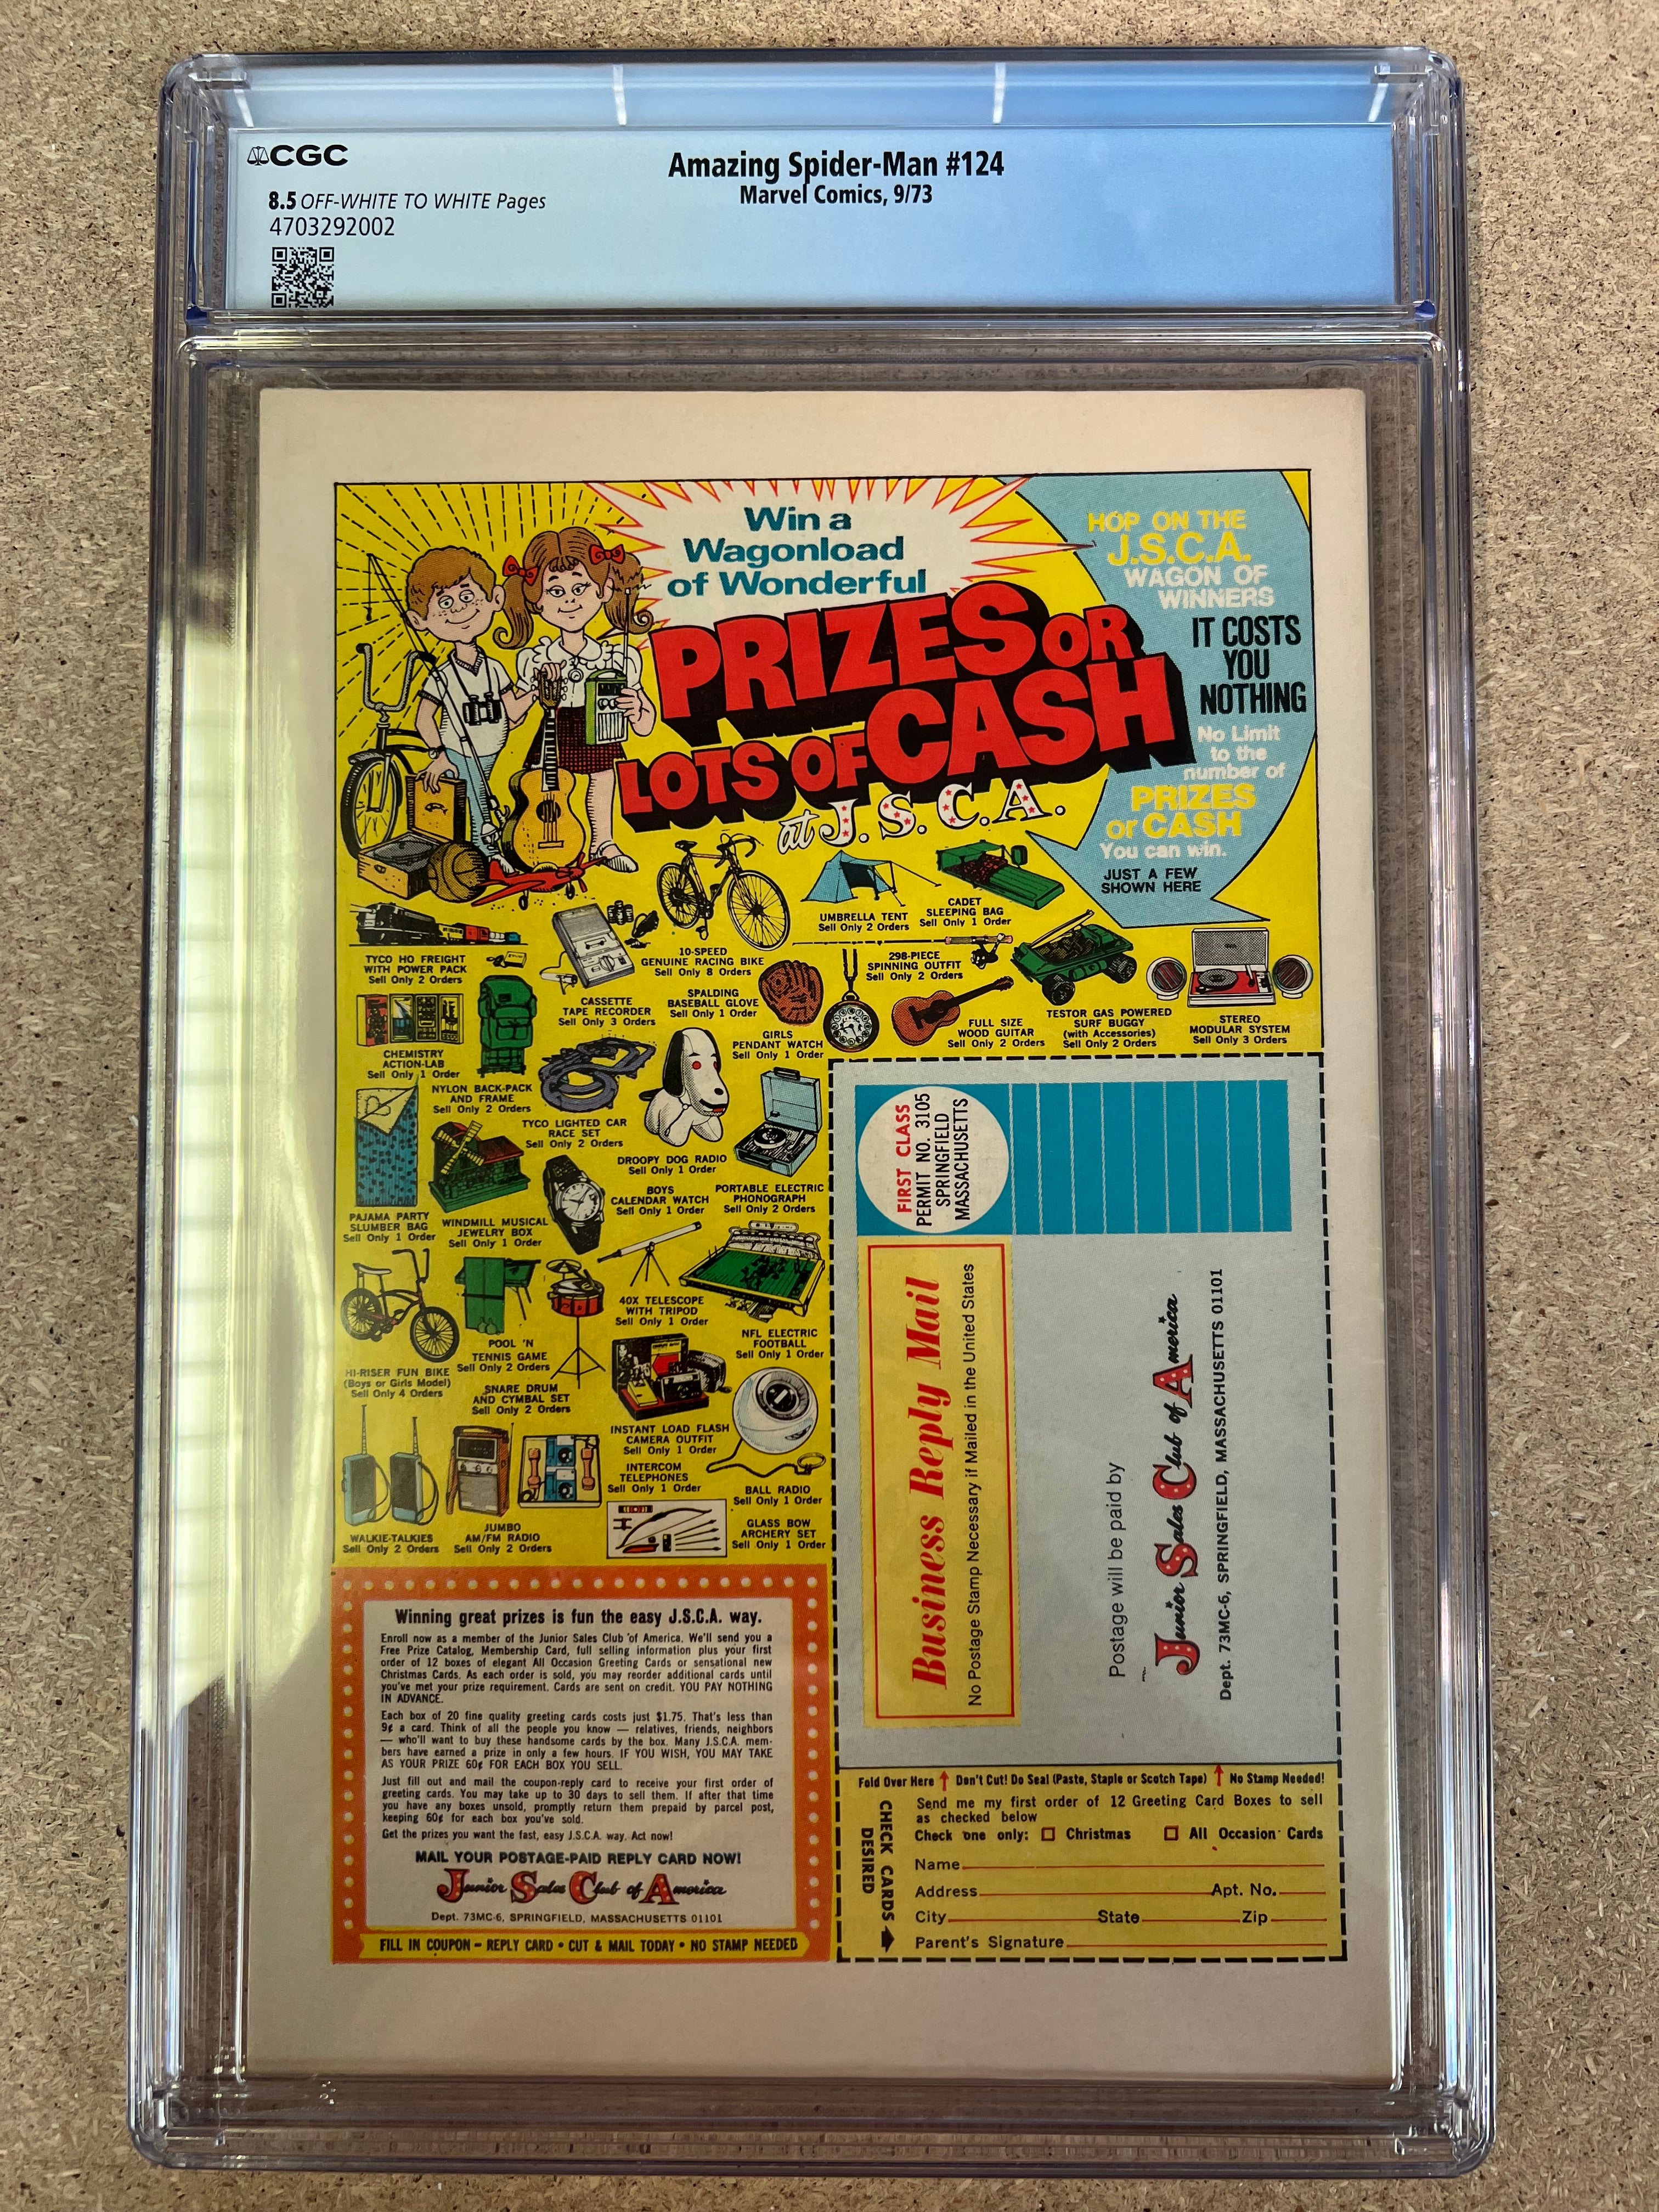 CGC
Amazing Spider-Man #124
Marvel Comics, 9/73
8.5 OFF-WHITE TO WHITE Pages
4703292002
Win a
Wagonload
of Wonderful
PRIZES OR
LOTS OF CASH
at J.S.C.A.
HOP ON THE
J.S.C.A.
WAGON OF
WINNERS
IT COSTS
YOU
NOTHING
No Limit
to the
number of
PRIZES
or CASH
You can win.
JUST A FEW
SHOWN HERE
UMBRELLA TENT
Sell Only 2 Orders
CADET
SLEEPING BAG
Sell Only 1 Order
TYCO HO FREIGHT
WITH POWER PACK
Sell Only 2 Orders
10-SPEED
GENUINE RACING BIKE
Sell Only 8 Orders
298-PIECE
SPINNING OUTFIT
Sell Only 2 Orders
CASSETTE
TAPE RECORDER
Sell Only 3 Orders
SPALDING
BASEBALL GLOVE
Sell Only 1 Order
GIRLS
PENDANT WATCH
Sell Only 1 Order
FULL SIZE
WOOD GUITAR
Sell Only 2 Orders
TESTOR GAS POWERED
SURF BUGGY
(with Accessories)
Sell Only 2 Orders
STEREO
MODULAR SYSTEM
Sell Only 3 Orders
CHEMISTRY
ACTION-LAB
Sell Only 1 Order
NYLON BACK-PACK
AND FRAME
Sell Only 2 Orders
TYCO LIGHTED CAR
RACE SET
Sell Only 2 Orders
DROOPY DOG RADIO
Sell Only 1 Order
PAJAMA PARTY
SLUMBER BAG
Sell Only 1 Order
WINDMILL MUSICAL
JEWELRY BOX
Sell Only 1 Order
BOYS
CALENDAR WATCH
Sell Only 1 Order
PORTABLE ELECTRIC
PHONOGRAPH
Sell Only 2 Orders
40X TELESCOPE
WITH TRIPOD
Sell Only 1 Order
NFL ELECTRIC
FOOTBALL
Sell Only 1 Order
POOL 'N
TENNIS GAME
Sell Only 2 Orders
HI-RISER FUN BIKE
(Boys or Girls Model)
Sell Only 4 Orders
SNARE DRUM
AND CYMBAL SET
Sell Only 2 Orders
INSTANT LOAD FLASH
CAMERA OUTFIT
Sell Only 1 Order
INTERCOM
TELEPHONES
Sell Only 1 Order
BALL RADIO
Sell Only 1 Order
WALKIE-TALKIES
Sell Only 2 Orders
JUMBO
AM/FM RADIO
Sell Only 2 Orders
GLASS BOW
ARCHERY SET
Sell Only 1 Order
FIRST CLASS
PERMIT NO. 3105
SPRINGFIELD
MASSACHUSETTS
Business Reply Mail
No Postage Stamp Necessary if Mailed in the United States
Postage will be paid by
Junior Sales Club of America
Dept. 73MC-6, SPRINGFIELD, MASSACHUSETTS 01101
Winning great prizes is fun the easy J.S.C.A. way.
Enroll now as a member of the Junior Sales Club of America. We'll send you a
Free Prize Catalog, Membership Card, full selling information plus your first
order of 12 boxes of elegant All Occasion Greeting Cards or sensational new
Christmas Cards. As each order is sold, you may reorder additional cards until
you've met your prize requirement. Cards are sent on credit. YOU PAY NOTHING
IN ADVANCE.
Each box of 20 fine quality greeting cards costs just $1.75. That's less than
9¢ a card. Think of all the people you know — relatives, friends, neighbors
— who'll want to buy these handsome cards by the box. Many J.S.C.A. mem-
bers have earned a prize in only a few hours. IF YOU WISH, YOU MAY TAKE
AS YOUR PRIZE 60¢ FOR EACH BOX YOU SELL.
Just fill out and mail the coupon-reply card to receive your first order of
greeting cards. You may take up to 30 days to sell them. If after that time
you have any boxes unsold, promptly return them prepaid by parcel post,
keeping 60¢ for each box you've sold.
Get the prizes you want the fast, easy J.S.C.A. way. Act now!
MAIL YOUR POSTAGE-PAID REPLY CARD NOW!
Junior Sales Club of America
Dept. 73MC-6, SPRINGFIELD, MASSACHUSETTS 01101
FILL IN COUPON – REPLY CARD • CUT & MAIL TODAY • NO STAMP NEEDED
Fold Over Here Don't Cut! Do Seal (Paste, Staple or Scotch Tape) No Stamp Needed!
CHECK CARDS
DESIRED
Send me my first order of 12 Greeting Card Boxes to sell
as checked below
Check one only: Christmas All Occasion Cards
Name
Address Apt. No.
City State Zip
Parent's Signature